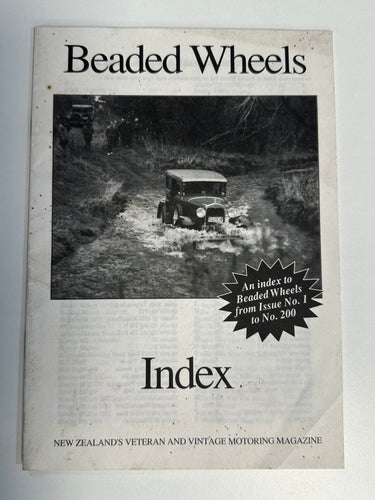 Beaded Wheels
An index to
Beaded Wheels
from Issue No. 1
to No. 200
Index
NEW ZEALAND'S VETERAN AND VINTAGE MOTORING MAGAZINE